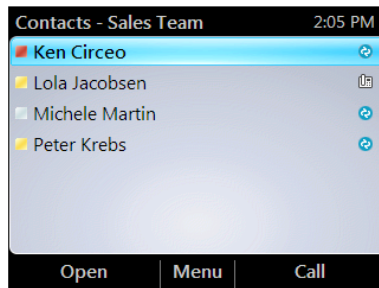 Contacts - Sales Team 2:05 PM
Ken Circeo
Lola Jacobsen
Michele Martin
Peter Krebs
Open Menu Call